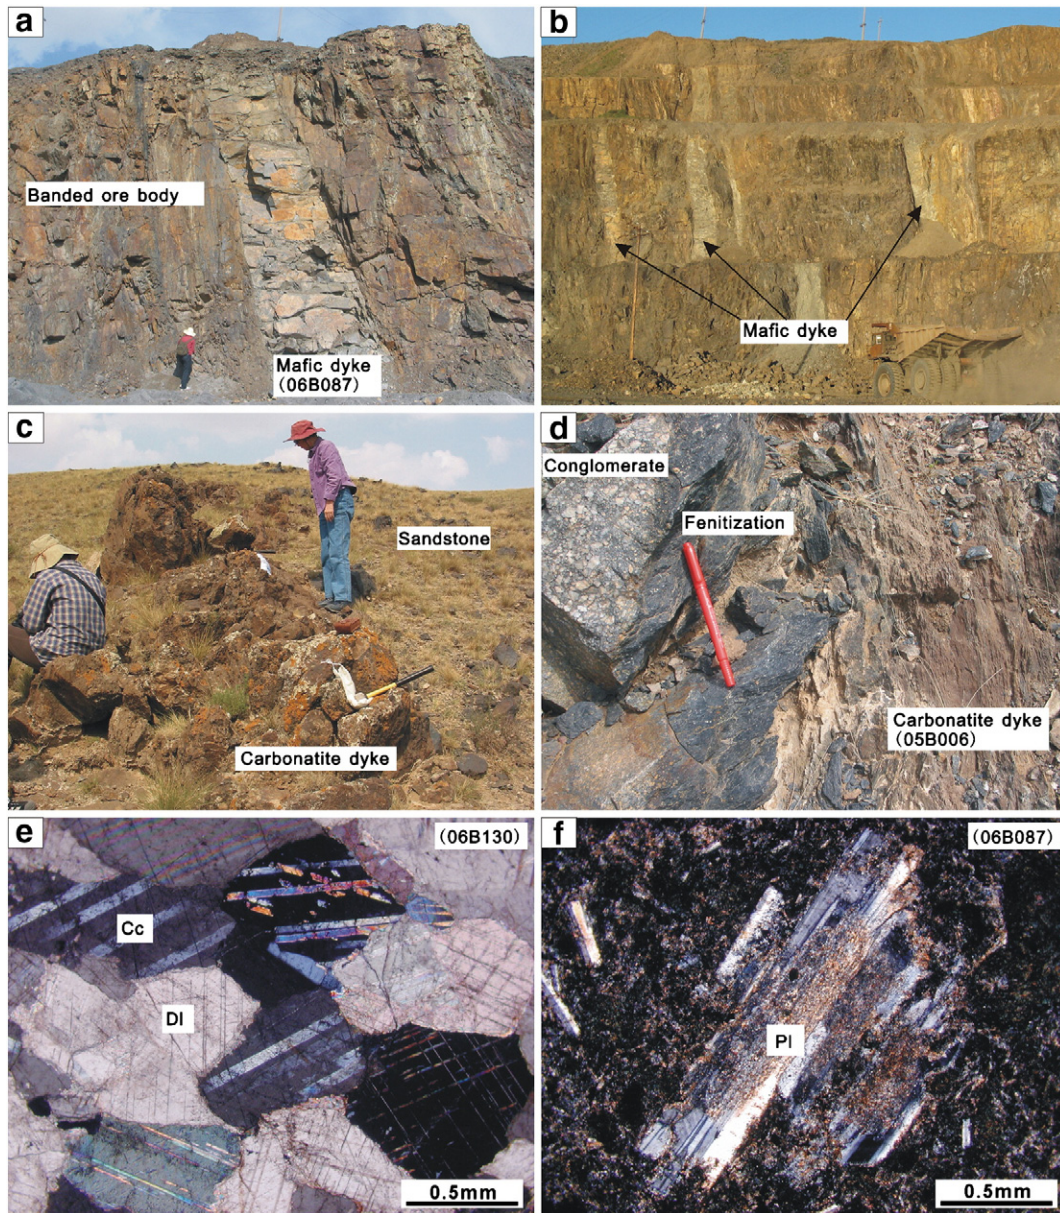 a
Banded ore body
Mafic dyke
(06B087)
b
Mafic dyke
c
Sandstone
Carbonatite dyke
d
Conglomerate
Fenitization
Carbonatite dyke
(05B006)
e
(06B130)
Cc
Dl
0.5mm
f
(06B087)
Pl
0.5mm